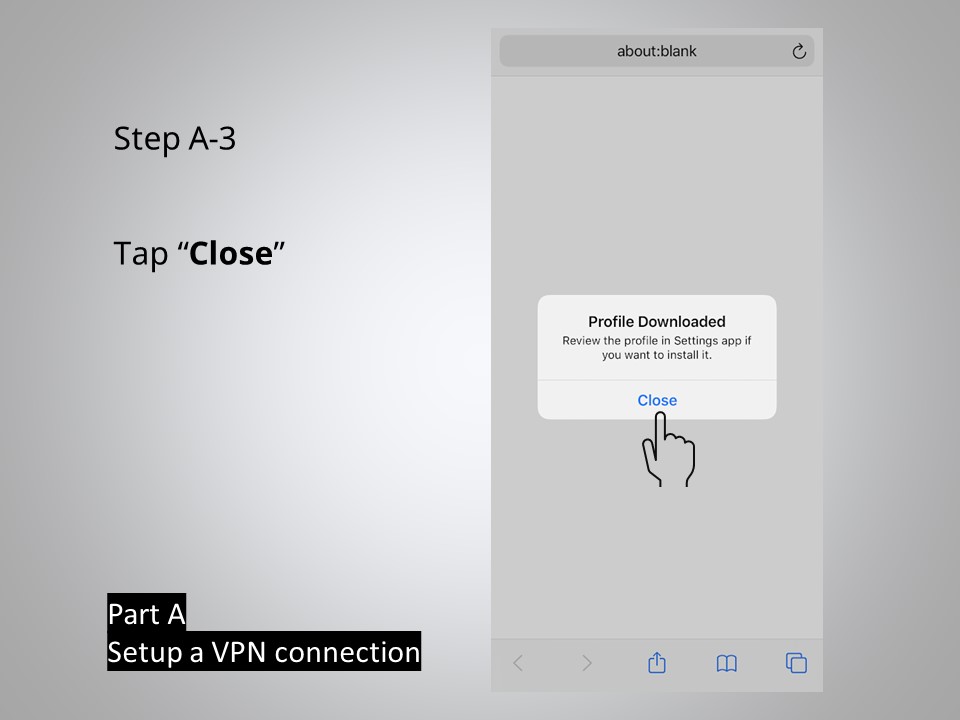 Step A-3
Tap “Close”
Part A
Setup a VPN connection
about:blank
Profile Downloaded
Review the profile in Settings app if
you want to install it.
Close